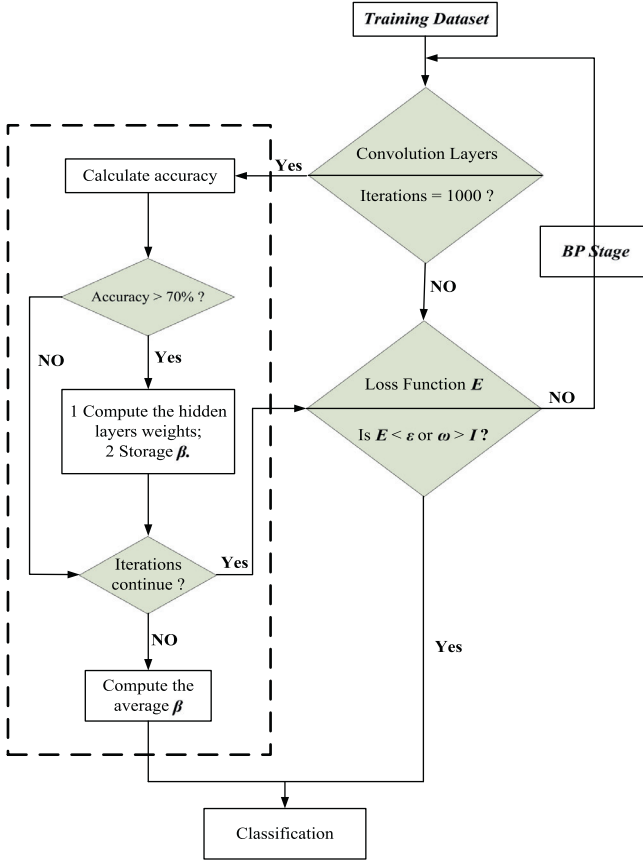 Training Dataset
Convolution Layers
Iterations = 1000 ?
Yes
Calculate accuracy
BP Stage
NO
Accuracy > 70% ?
NO
Yes
Loss Function E
NO
Is E < ε or ω > I ?
1 Compute the hidden
layers weights;
2 Storage β.
Iterations
continue ?
Yes
NO
Yes
Compute the
average β
Classification